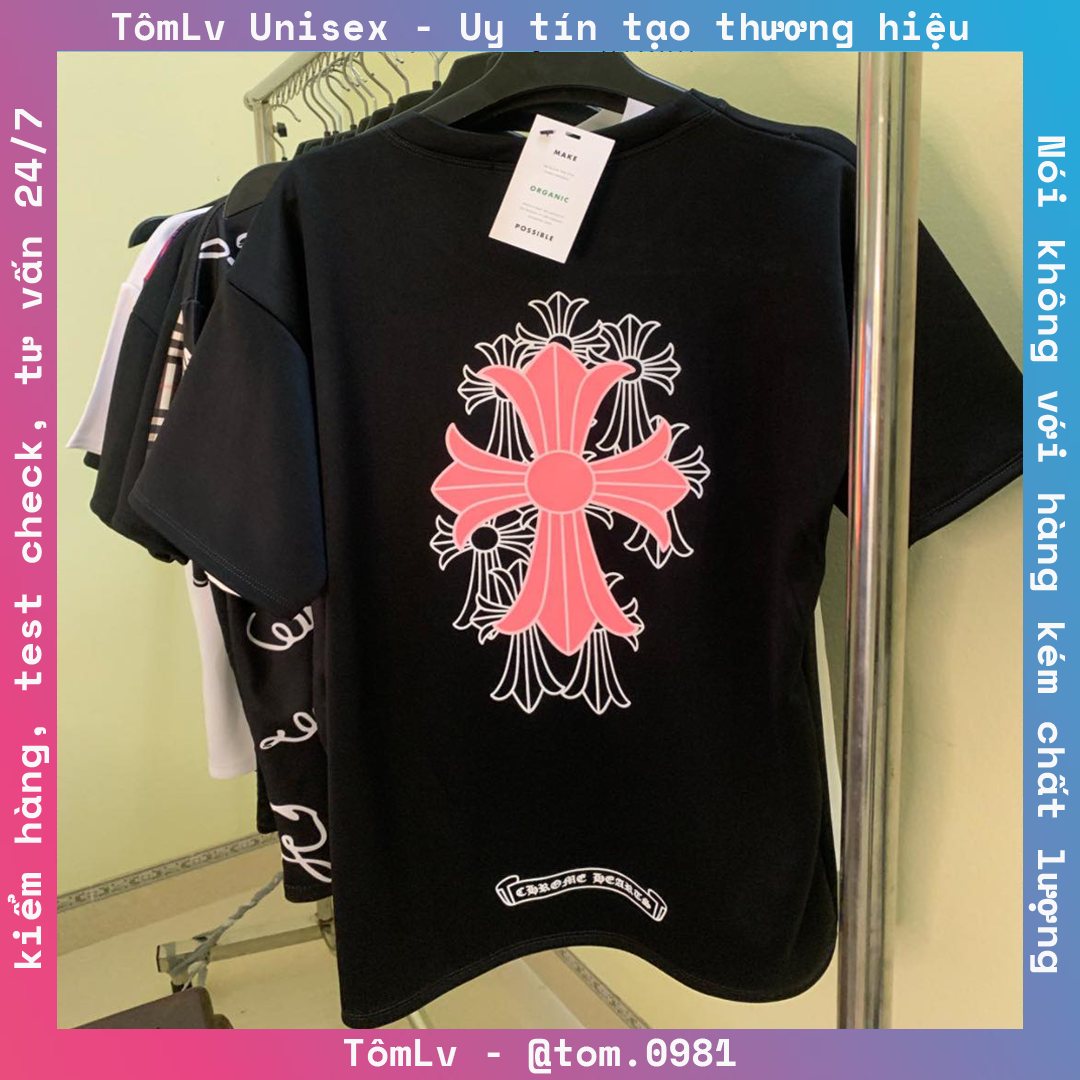 TômLv Unisex - Uy tín tạo thương hiệu
kiểm hàng, test check, tư vấn 24/7
Nói không với hàng kém chất lượng
MAKE
ORGANIC
POSSIBLE
CHROME HEARTS
TômLv - @tom.0981